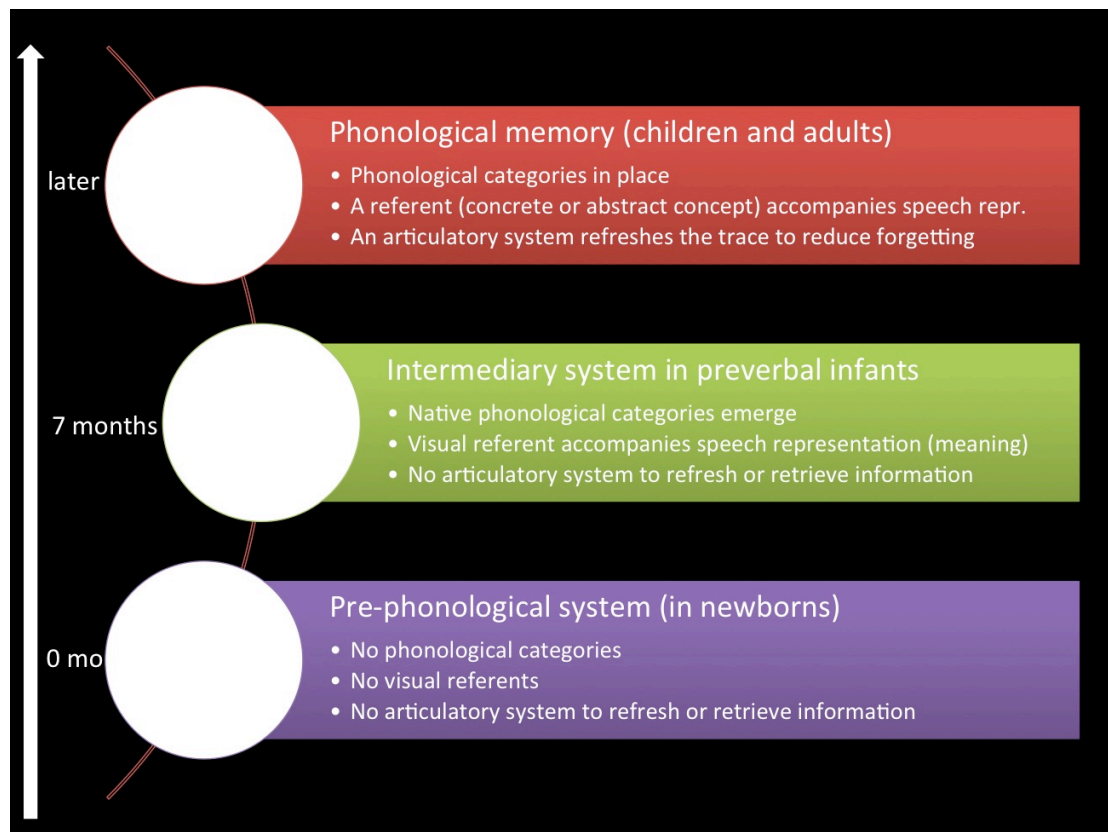 later
Phonological memory (children and adults)
• Phonological categories in place
• A referent (concrete or abstract concept) accompanies speech repr.
• An articulatory system refreshes the trace to reduce forgetting
7 months
Intermediary system in preverbal infants
• Native phonological categories emerge
• Visual referent accompanies speech representation (meaning)
• No articulatory system to refresh or retrieve information
0 mo
Pre-phonological system (in newborns)
• No phonological categories
• No visual referents
• No articulatory system to refresh or retrieve information